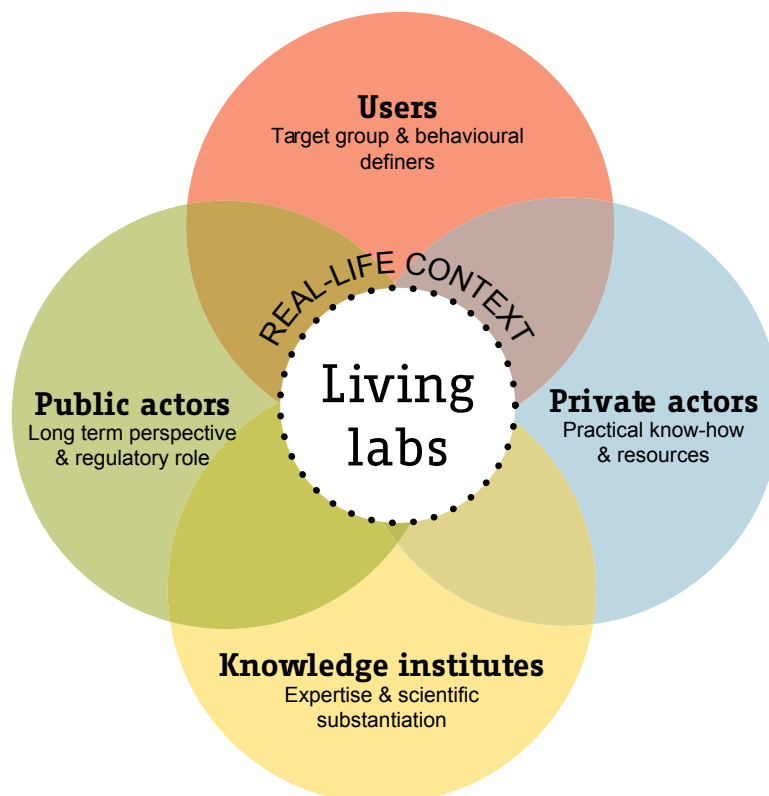 Users
Target group & behavioural
definers
REAL-LIFE CONTEXT
Living
labs
Public actors
Long term perspective
& regulatory role
Private actors
Practical know-how
& resources
Knowledge institutes
Expertise & scientific
substantiation